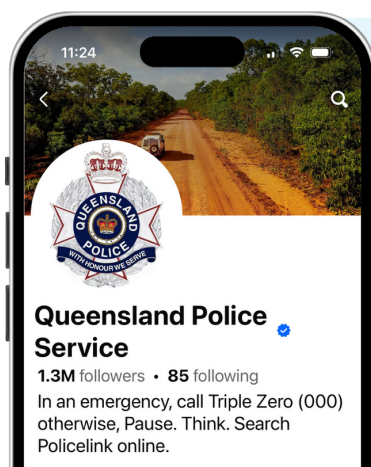 11:24
QUEENSLAND
POLICE
WITH HONOUR WE SERVE
Queensland Police
Service
1.3M followers • 85 following
In an emergency, call Triple Zero (000)
otherwise, Pause. Think. Search
Policelink online.